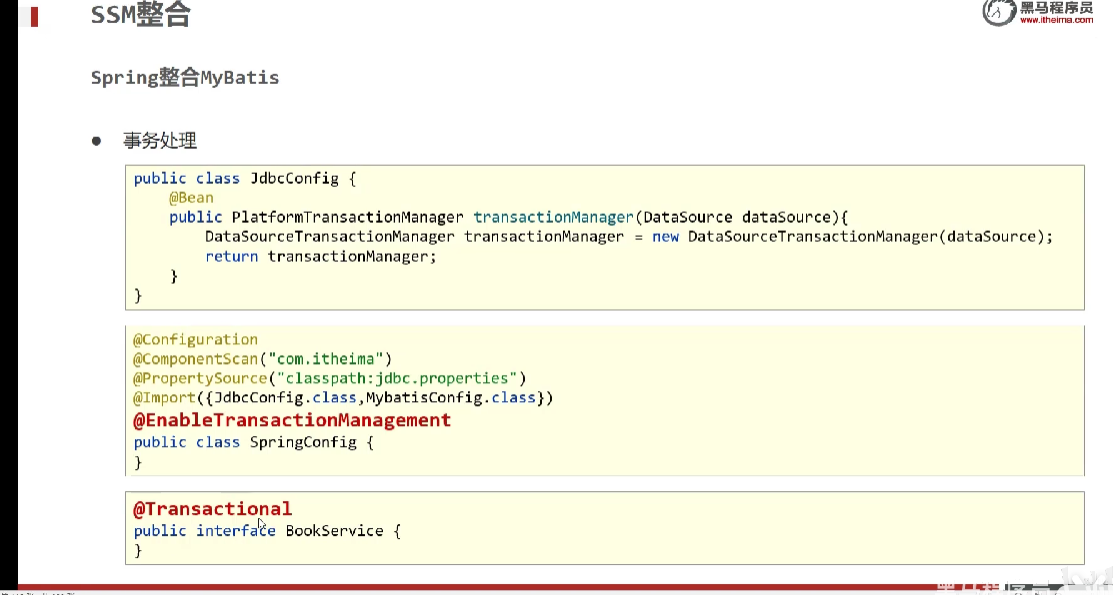 SSM整合
黑马程序员
www.itheima.com
Spring整合MyBatis
● 事务处理
public class JdbcConfig {
@Bean
public PlatformTransactionManager transactionManager(DataSource dataSource){
DataSourceTransactionManager transactionManager = new DataSourceTransactionManager(dataSource);
return transactionManager;
}
}
@Configuration
@ComponentScan("com.itheima")
@PropertySource("classpath:jdbc.properties")
@Import({JdbcConfig.class,MybatisConfig.class})
@EnableTransactionManagement
public class SpringConfig {
}
@Transactional
public interface BookService {
}